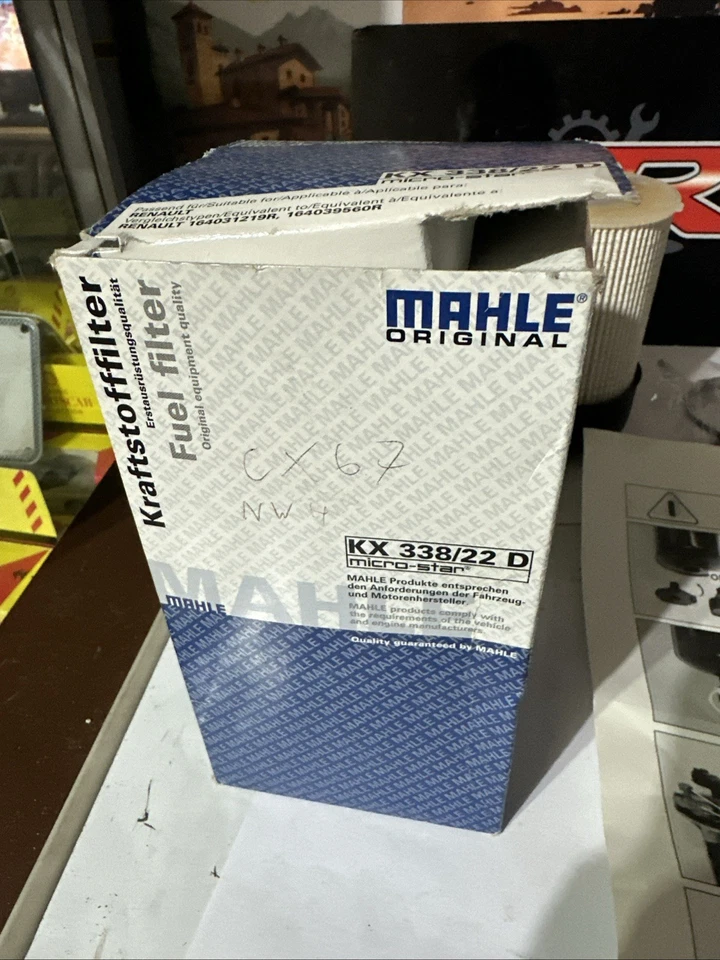 KX 338/22 D
micro-star
Passend für/Suitable for/Applicable à/Aplicable para:
RENAULT
Vergleichstypen/Equivalent to/Equivalent à/Equivalente a:
RENAULT 164031219R, 164039560R
Kraftstofffilter
Erstausrüstungsqualität
Fuel filter
Original equipment quality
MAHLE®
ORIGINAL
CX 67
NW 4
KX 338/22 D
micro-star®
MAHLE Produkte entsprechen
den Anforderungen der Fahrzeug-
und Motorenhersteller
MAHLE products comply with
the requirements of the vehicle
and engine manufacturers
MAHLE
MAHLE
Quality guaranteed by MAHLE